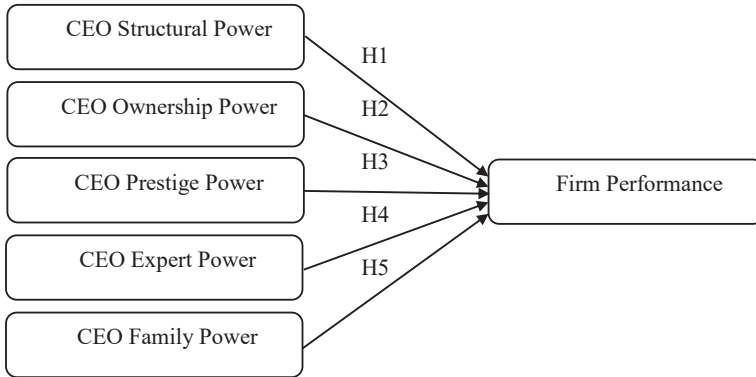 CEO Structural Power
H1
CEO Ownership Power
H2
H3
CEO Prestige Power
Firm Performance
H4
CEO Expert Power
H5
CEO Family Power